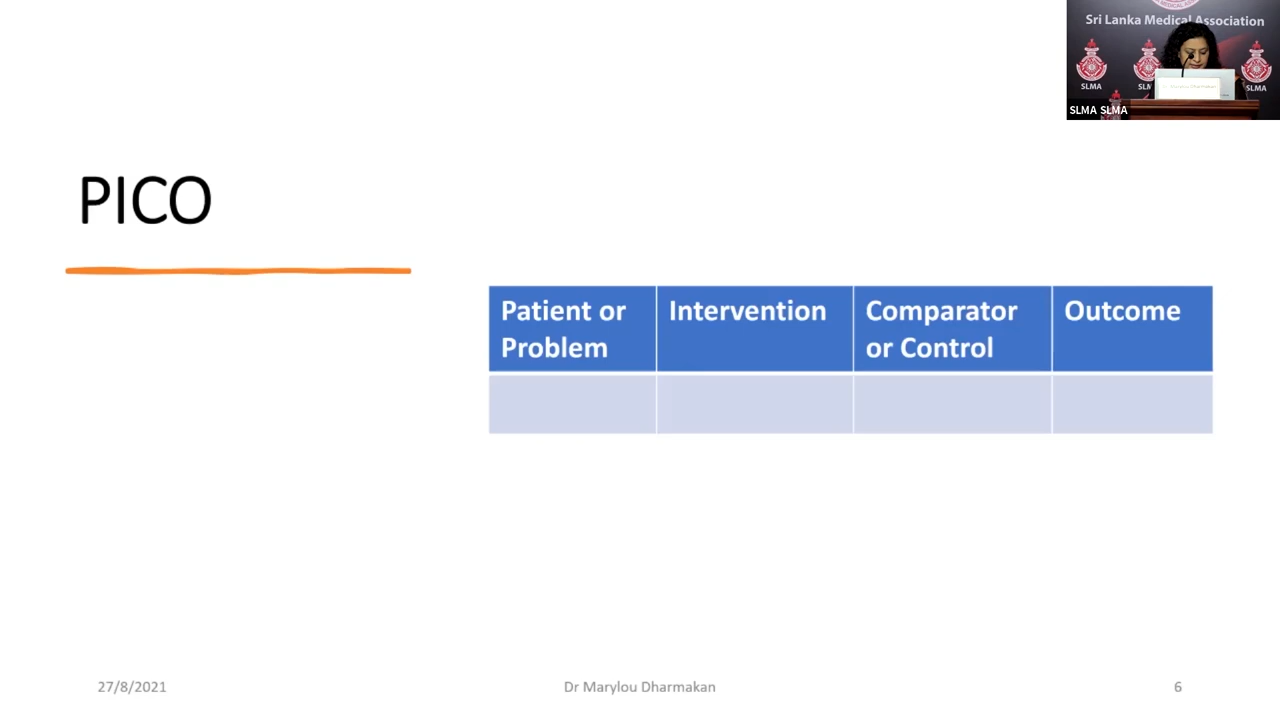 Sri Lanka Medical Association
SLMA
SLMA
SLMA SLMA
PICO
Patient or Problem
Intervention
Comparator or Control
Outcome
27/8/2021
Dr Marylou Dharmakan
6